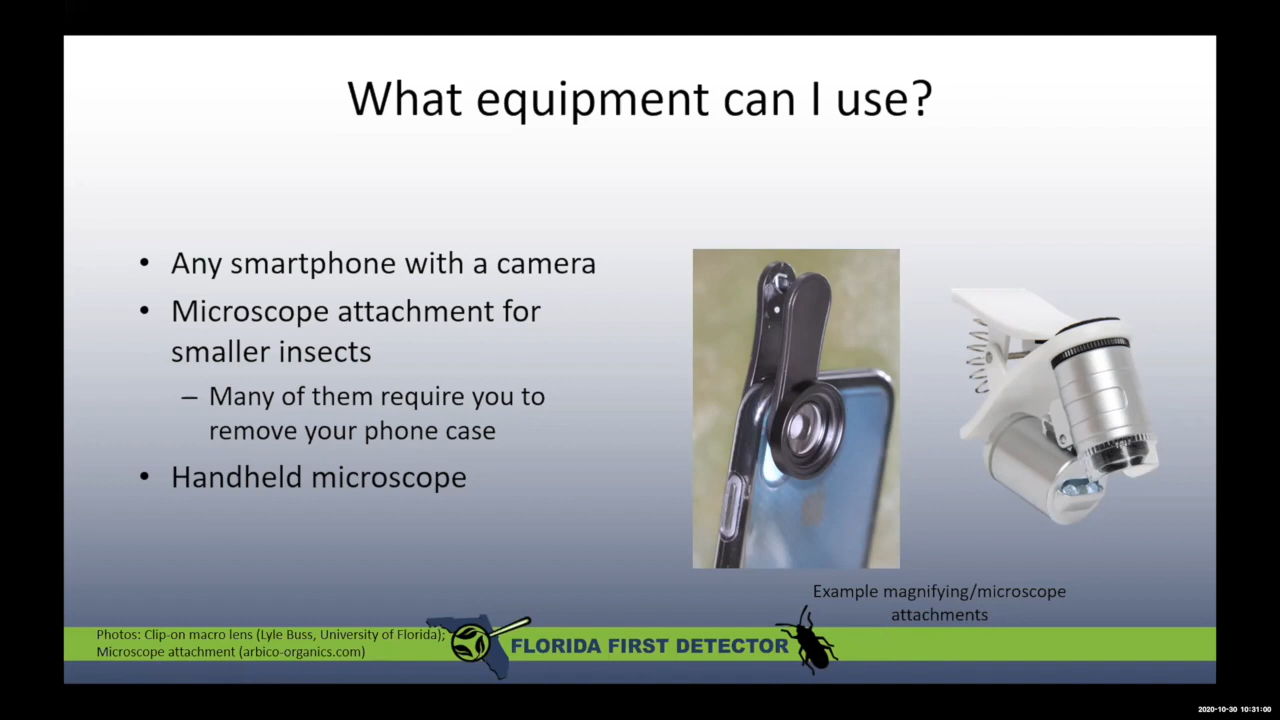 What equipment can I use?
• Any smartphone with a camera
• Microscope attachment for
smaller insects
– Many of them require you to
remove your phone case
• Handheld microscope
Example magnifying/microscope
attachments
Photos: Clip-on macro lens (Lyle Buss, University of Florida);
Microscope attachment (arbico-organics.com)
FLORIDA FIRST DETECTOR
2020-10-30 10:31:00